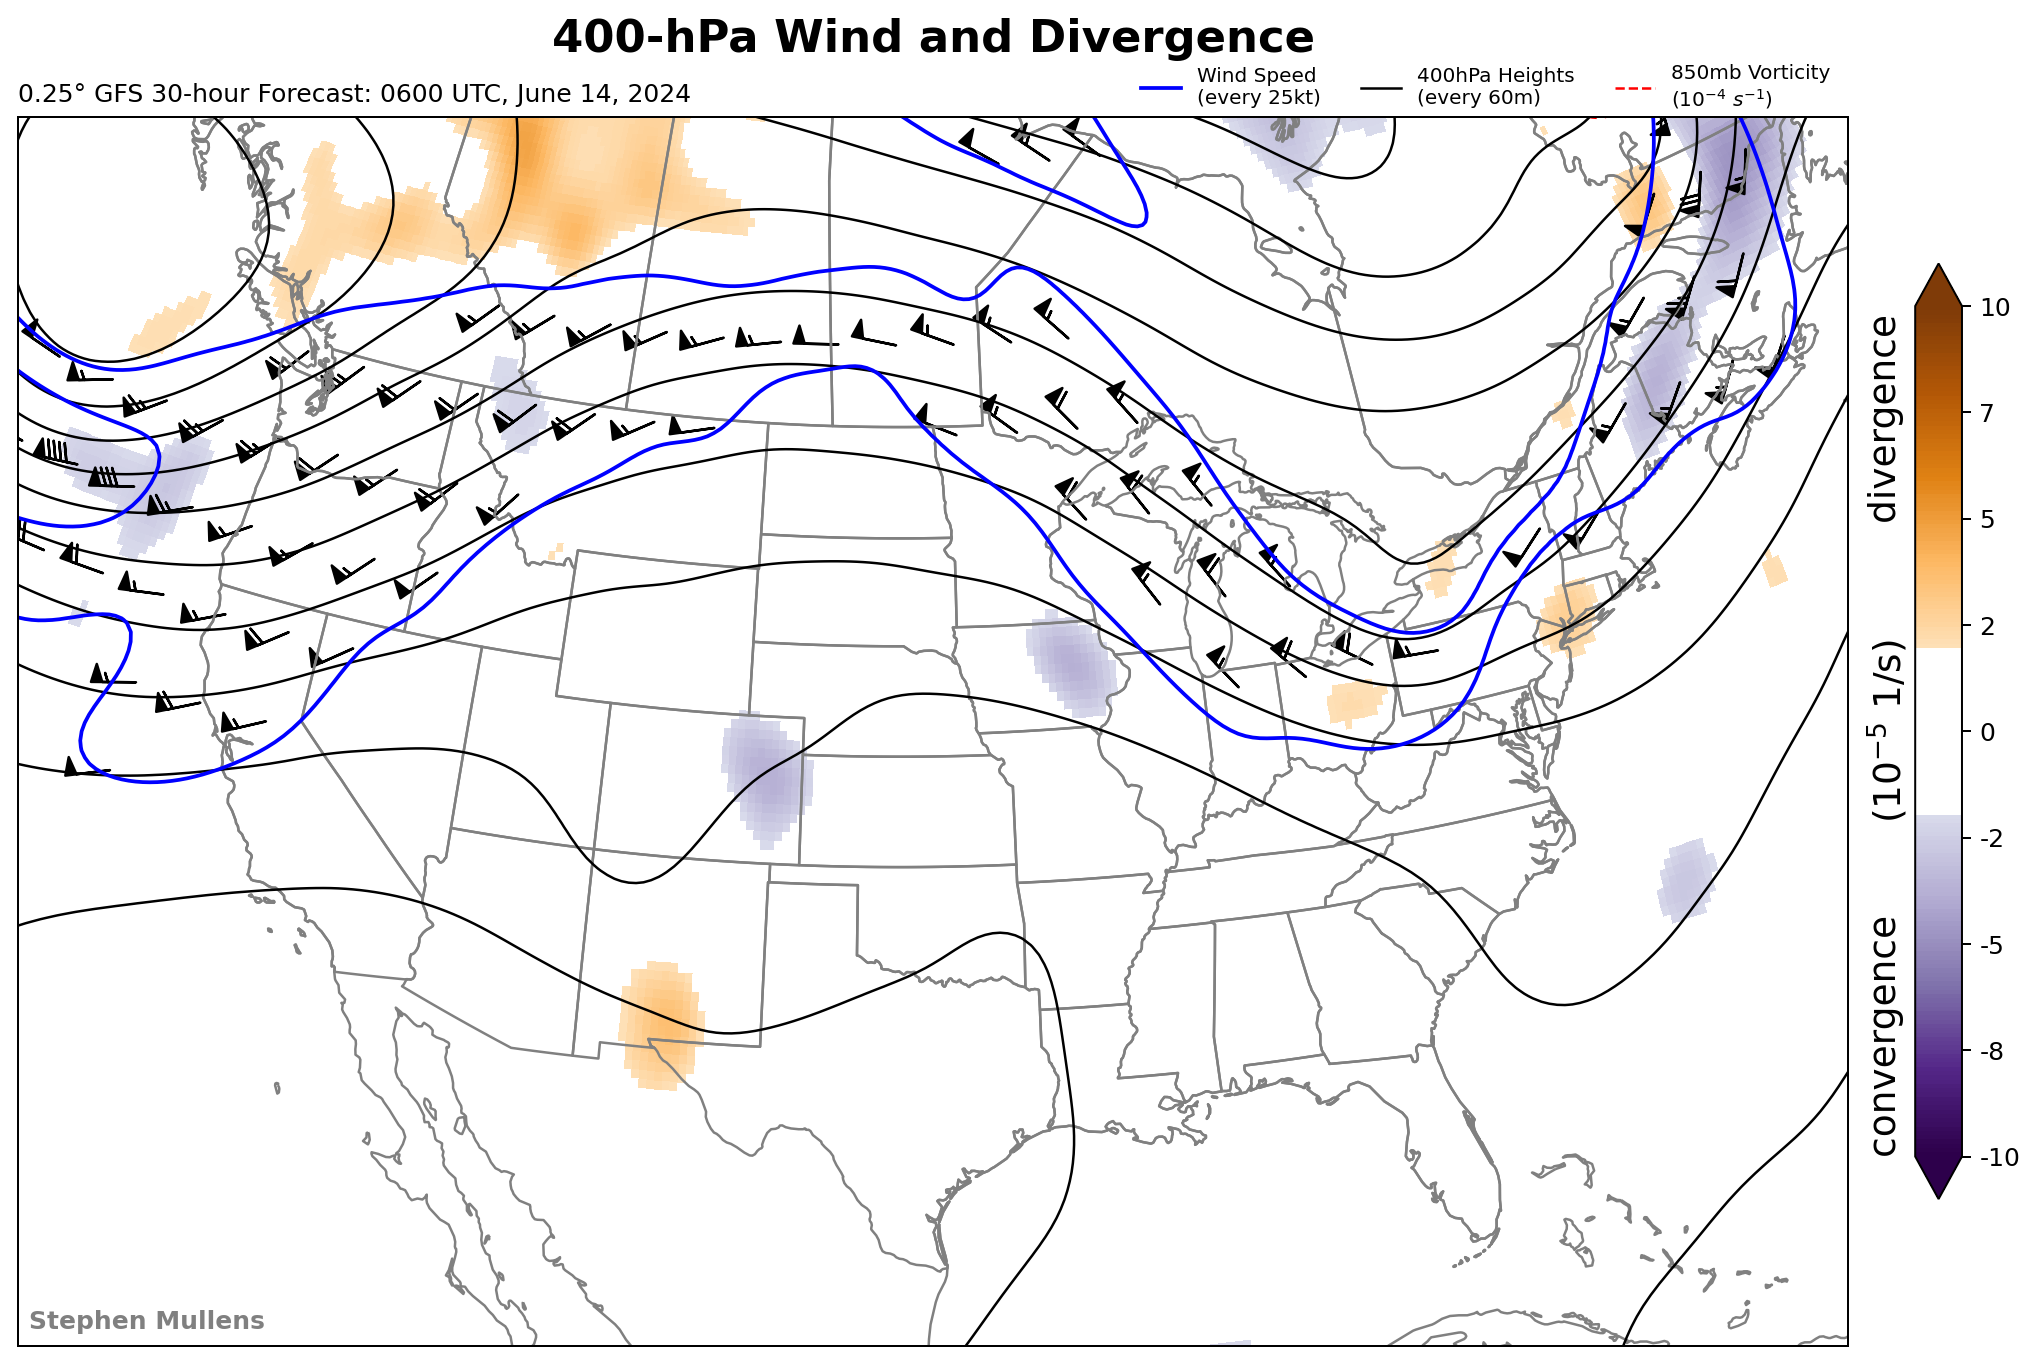 400-hPa Wind and Divergence
0.25° GFS 30-hour Forecast: 0600 UTC, June 14, 2024
Wind Speed
(every 25kt)
400hPa Heights
(every 60m)
850mb Vorticity
(10⁻⁴ s⁻¹)
10
7
5
2
0
-2
-5
-8
-10
convergence (10⁻⁵ 1/s) divergence
Stephen Mullens